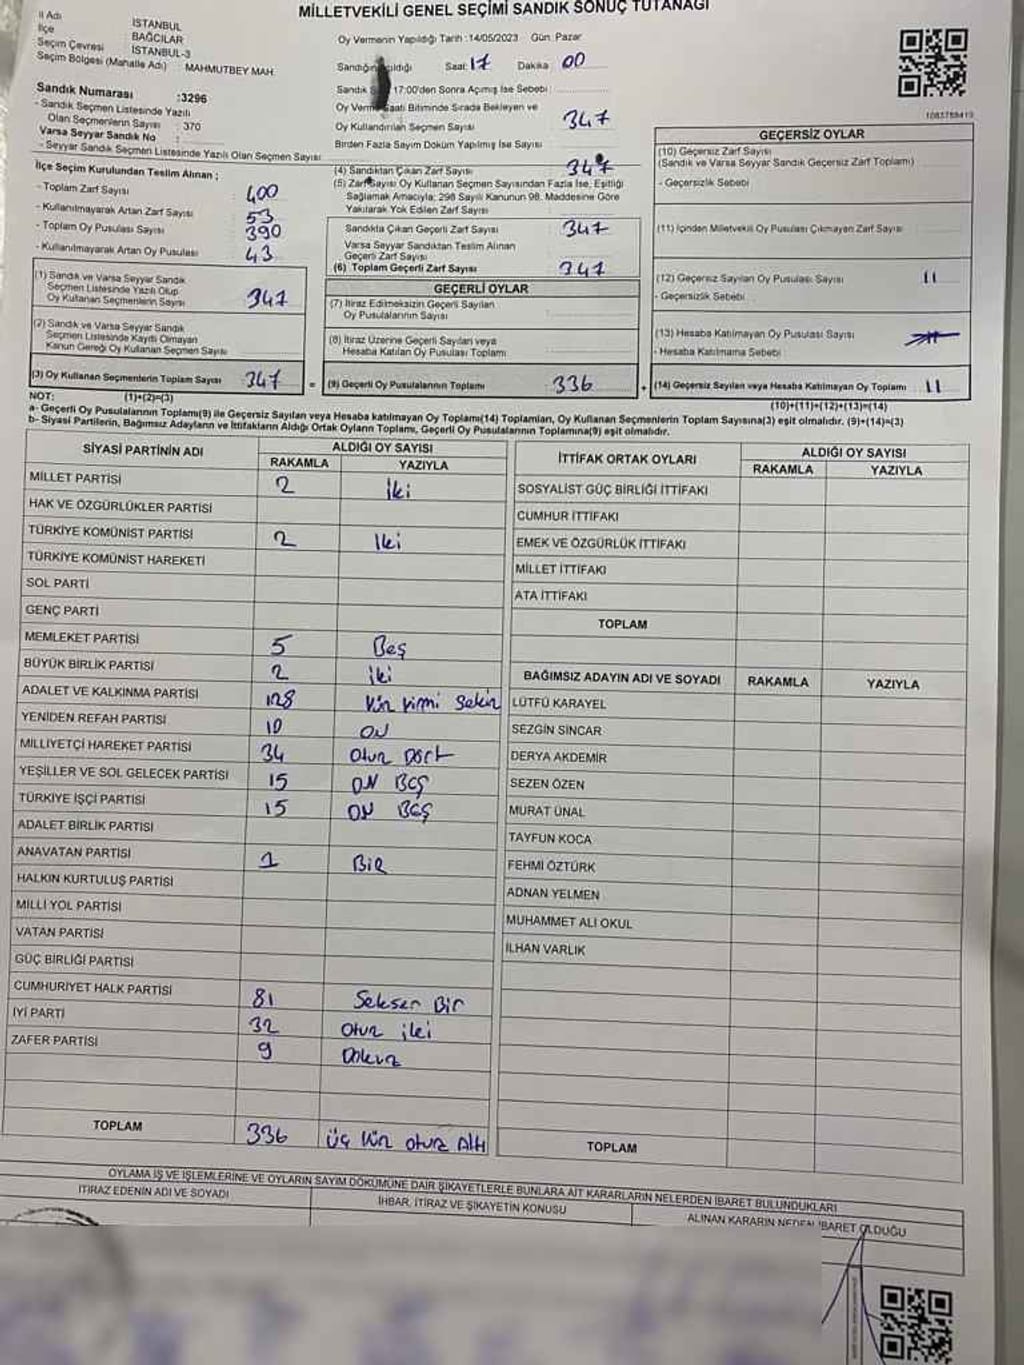 MİLLETVEKİLİ GENEL SEÇİMİ SANDIK SONUÇ TUTANAĞI
İl Adı İSTANBUL
İlçe BAĞCILAR
Seçim Çevresi İSTANBUL-3
Seçim Bölgesi (Mahalle Adı) MAHMUTBEY MAH.
Oy Vermenin Yapıldığı Tarih :14/05/2023 Gün: Pazar
Saat: 17 Dakika: 00
17:00'den Sonra Açımış İse Sebebi :
Sandık Numarası :3296
- Sandık Seçmen Listesinde Yazılı
Olan Seçmenlerin Sayısı : 370
Varsa Seyyar Sandık No :
- Seyyar Sandık Seçmen Listesinde Yazılı Olan Seçmen Sayısı :
Bitiminde Sırada Bekleyen ve
Oy Kullandırılan Seçmen Sayısı 347
Birden Fazla Sayım Doküm Yapılmış İse Sayısı
İlçe Seçim Kurulundan Teslim Alınan ;
- Toplam Zarf Sayısı 400
- Kullanılmayarak Artan Zarf Sayısı 53
- Toplam Oy Pusulası Sayısı 390
- Kullanılmayarak Artan Oy Pusulası : 43
(1) Sandık ve Varsa Seyyar Sandık
Seçmen Listesinde Yazılı Olup
Oy Kullanan Seçmenlerin Sayısı 347
(2) Sandık ve Varsa Seyyar Sandık
Seçmen Listesinde Kaydı Olmayan
Kanun Gereği Oy Kullanan Seçmen Sayısı
(3) Oy Kullanan Seçmenlerin Toplam Sayısı 347
(4) Sandıktan Çıkan Zarf Sayısı : 347
(5) Zarf Sayısı Oy Kullanan Seçmen Sayısından Fazla İse, Eşitliği
Sağlamak Amacıyla; 298 Sayılı Kanunun 98. Maddesine Göre
Yakılarak Yok Edilen Zarf Sayısı
Sandıkta Çıkan Geçerli Zarf Sayısı : 347
Varsa Seyyar Sandıktan Teslim Alınan
Geçerli Zarf Sayısı
(6) Toplam Geçerli Zarf Sayısı : 347
GEÇERLİ OYLAR
(7) İtiraz Edilmeksizin Geçerli Sayılan
Oy Pusulalarının Sayısı :
(8) İtiraz Üzerine Geçerli Sayılan veya
Hesaba Katılan Oy Pusulası Toplamı
= (9) Geçerli Oy Pusulalarının Toplamı 336
1083759413
GEÇERSİZ OYLAR
(10) Geçersiz Zarf Sayısı
(Sandık ve Varsa Seyyar Sandık Geçersiz Zarf Toplamı)
- Geçersizlik Sebebi
(11) İçinden Milletvekili Oy Pusulası Çıkmayan Zarf Sayısı
(12) Geçersiz Sayılan Oy Pusulası Sayısı 11
- Geçersizlik Sebebi :
(13) Hesaba Katılmayan Oy Pusulası Sayısı
- Hesaba Katılmama Sebebi :
+ (14) Geçersiz Sayılan veya Hesaba Katılmayan Oy Toplamı 11
NOT: (1)+(2)=(3) (10)+(11)+(12)+(13)=(14)
a- Geçerli Oy Pusulalarının Toplamı(9) ile Geçersiz Sayılan veya Hesaba katılmayan Oy Toplamı(14) Toplamları, Oy Kullanan Seçmenlerin Toplam Sayısına(3) eşit olmalıdır. (9)+(14)=(3)
b- Siyasi Partilerin, Bağımsız Adayların ve İttifakların Aldığı Ortak Oyların Toplamı, Geçerli Oy Pusulalarının Toplamına(9) eşit olmalıdır.
SİYASİ PARTİNİN ADI ALDIĞI OY SAYISI
RAKAMLA YAZIYLA
MİLLET PARTİSİ 2 iki
HAK VE ÖZGÜRLÜKLER PARTİSİ
TÜRKİYE KOMÜNİST PARTİSİ 2 Iki
TÜRKİYE KOMÜNİST HAREKETİ
SOL PARTİ
GENÇ PARTİ
MEMLEKET PARTİSİ 5 Beş
BÜYÜK BİRLİK PARTİSİ 2 iki
ADALET VE KALKINMA PARTİSİ 128 Yüz Yirmi Sekiz
YENİDEN REFAH PARTİSİ 10 ON
MİLLİYETÇİ HAREKET PARTİSİ 34 Otuz Dört
YEŞİLLER VE SOL GELECEK PARTİSİ 15 ON BEŞ
TÜRKİYE İŞÇİ PARTİSİ 15 ON BEŞ
ADALET BİRLİK PARTİSİ
ANAVATAN PARTİSİ 1 BİR
HALKIN KURTULUŞ PARTİSİ
MİLLİ YOL PARTİSİ
VATAN PARTİSİ
GÜÇ BİRLİĞİ PARTİSİ
CUMHURİYET HALK PARTİSİ 81 Seksen Bir
İYİ PARTİ 32 Otuz iki
ZAFER PARTİSİ 9 Dokuz
TOPLAM 336 üç Yüz otuz Altı
İTTİFAK ORTAK OYLARI ALDIĞI OY SAYISI
RAKAMLA YAZIYLA
SOSYALİST GÜÇ BİRLİĞİ İTTİFAKI
CUMHUR İTTİFAKI
EMEK VE ÖZGÜRLÜK İTTİFAKI
MİLLET İTTİFAKI
ATA İTTİFAKI
TOPLAM
BAĞIMSIZ ADAYIN ADI VE SOYADI RAKAMLA YAZIYLA
LÜTFÜ KARAYEL
SEZGİN SİNCAR
DERYA AKDEMİR
SEZEN ÖZEN
MURAT ÜNAL
TAYFUN KOCA
FEHMİ ÖZTÜRK
ADNAN YELMEN
MUHAMMET ALİ OKUL
İLHAN VARLIK
TOPLAM
OYLAMA İŞ VE İŞLEMLERİNE VE OYLARIN SAYIM DÖKÜMÜNE DAİR ŞİKAYETLERLE BUNLARA AİT KARARLARIN NELERDEN İBARET BULUNDUKLARI
İTİRAZ EDENİN ADI VE SOYADI
İHBAR, İTİRAZ VE ŞİKAYETİN KONUSU
ALINAN KARARIN NEDEN İBARET OLDUĞU